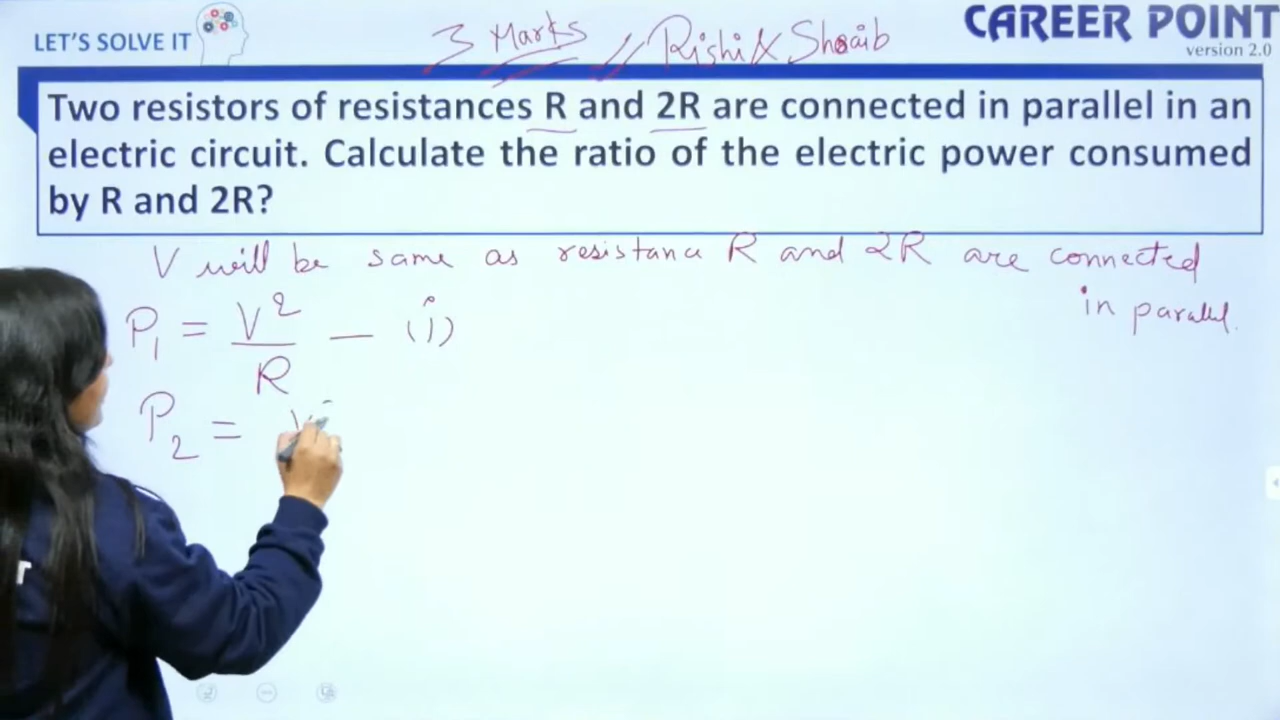 LET'S SOLVE IT
3 Marks // Rishi & Shoaib
CAREER POINT
version 2.0
Two resistors of resistances R and 2R are connected in parallel in an
electric circuit. Calculate the ratio of the electric power consumed
by R and 2R?
V will be same as resistance R and 2R are connected
in parallel.
P₁ = V²/R — (i)
P₂ = V
T